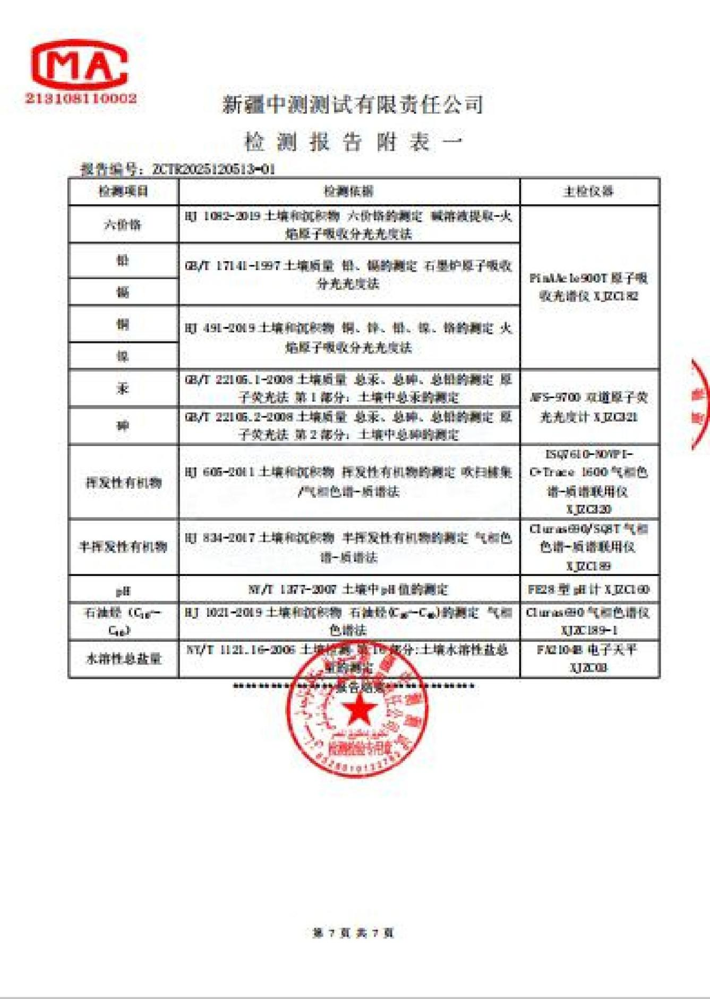 MA
213108110002
新疆中测测试有限责任公司
检测报告附表一
报告编号：ZCTR2025120513-01
检测项目 检测依据 主检仪器
六价铬
HJ 1082-2019 土壤和沉积物 六价铬的测定 碱溶液提取-火
焰原子吸收分光光度法
铅
镉
GB/T 17141-1997 土壤质量 铅、镉的测定 石墨炉原子吸收
分光光度法
铜
镍
HJ 491-2019 土壤和沉积物 铜、锌、铅、镍、铬的测定 火
焰原子吸收分光光度法
PinAAcle900T 原子吸
收光谱仪 XJZC182
汞
GB/T 22105.1-2008 土壤质量 总汞、总砷、总铅的测定 原
子荧光法 第 1 部分：土壤中总汞的测定
砷
GB/T 22105.2-2008 土壤质量 总汞、总砷、总铅的测定 原
子荧光法 第 2 部分：土壤中总砷的测定
AFS-9700 双道原子荧
光光度计 XJZC321
挥发性有机物
HJ 605-2011 土壤和沉积物 挥发性有机物的测定 吹扫捕集
/气相色谱-质谱法
C+Trace 1600 气相色
谱-质谱联用仪
XJZC320
半挥发性有机物
HJ 834-2017 土壤和沉积物 半挥发性有机物的测定 气相色
谱-质谱法
Clarus690/SQ8T 气相
色谱-质谱联用仪
XJZC189
pH
NY/T 1377-2007 土壤中 pH 值的测定
FE28 型 pH 计 XJZC160
石油烃（C₁₀～
C₄₀）
HJ 1021-2019 土壤和沉积物 石油烃(C₁₀～C₄₀)的测定 气相
色谱法
Clarus690 气相色谱仪
XJZC189-1
水溶性总盐量
NY/T 1121.16-2006 土壤检测 第 16 部分:土壤水溶性盐总
量的测定
FA2104B 电子天平
报告结束
检测检验专用章
第 7 页 共 7 页